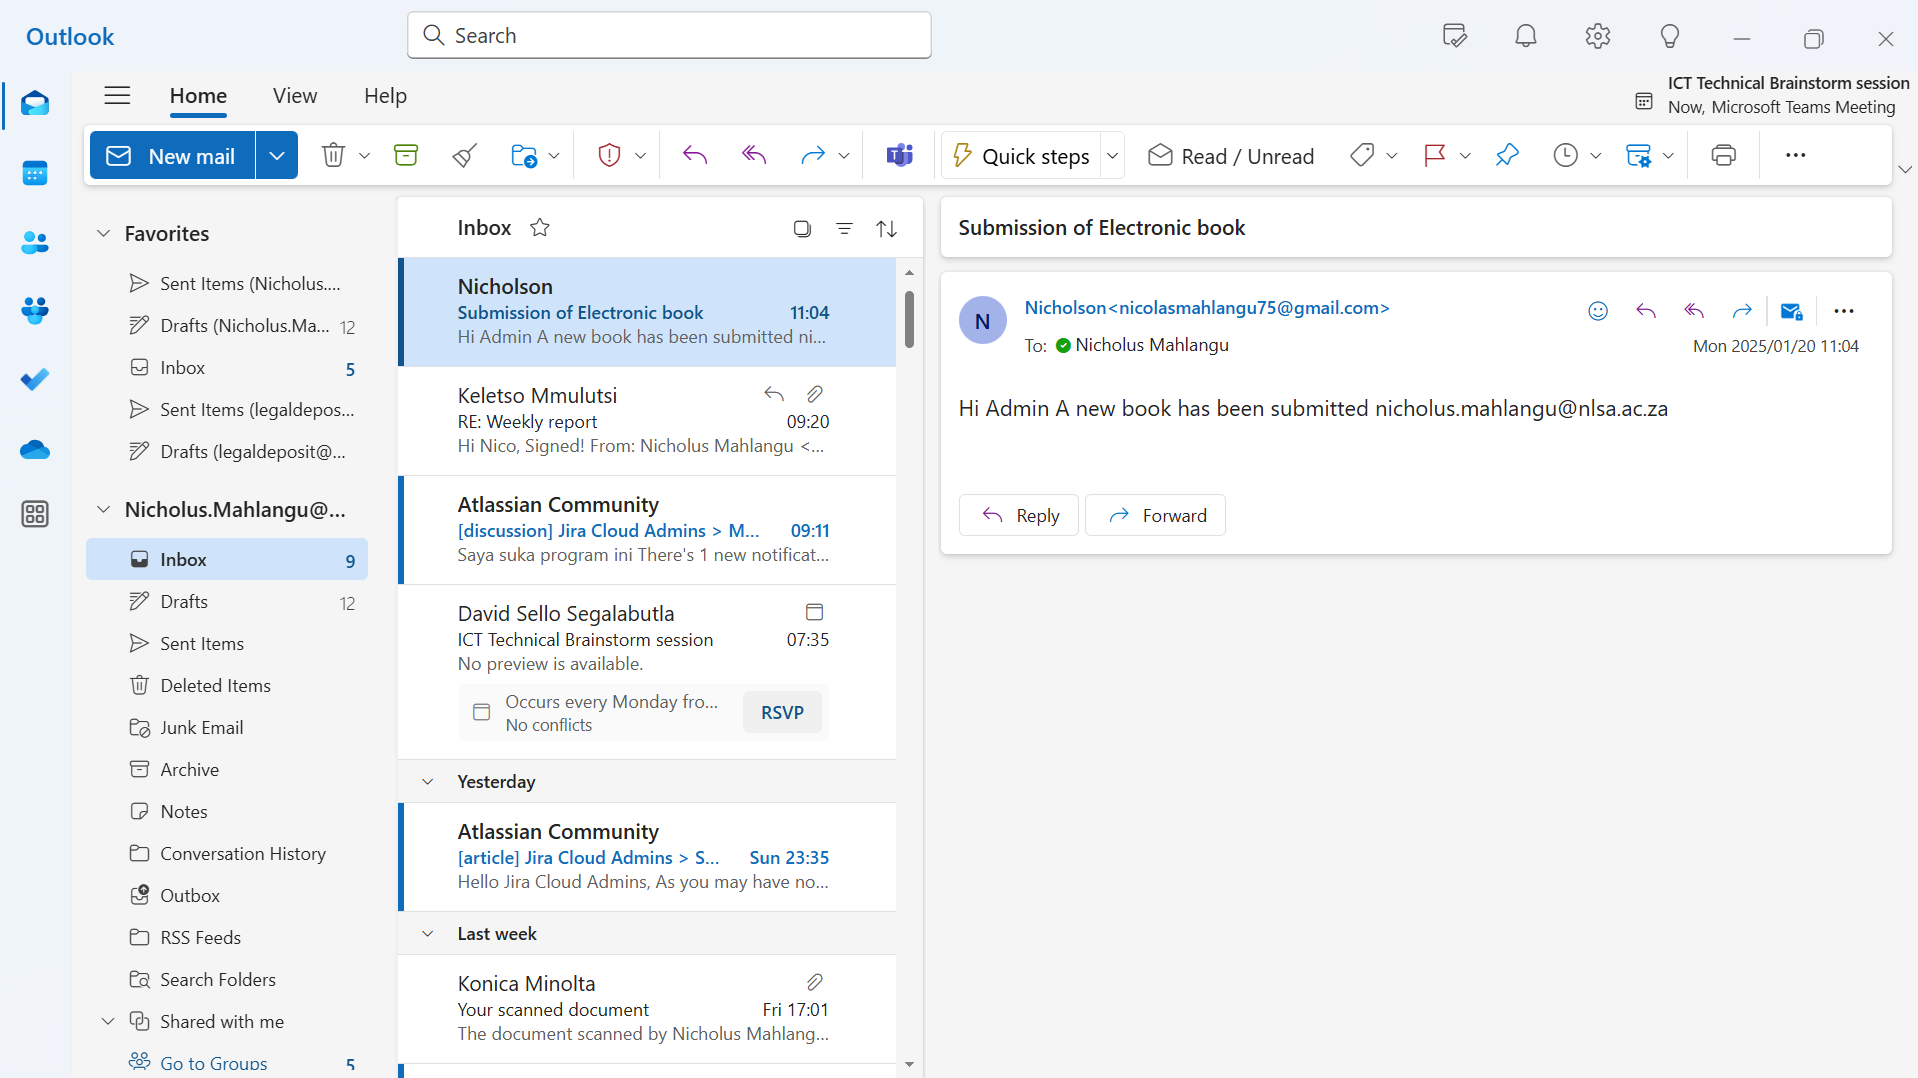 Outlook
Search
Home
View
Help
ICT Technical Brainstorm session
Now, Microsoft Teams Meeting
New mail
Quick steps
Read / Unread
Favorites
Sent Items (Nicholus....
Drafts (Nicholus.Ma... 12
Inbox 5
Sent Items (legaldepos...
Drafts (legaldeposit@...
Nicholus.Mahlangu@...
Inbox 9
Drafts 12
Sent Items
Deleted Items
Junk Email
Archive
Notes
Conversation History
Outbox
RSS Feeds
Search Folders
Shared with me
Go to Groups 5
Inbox
Nicholson
Submission of Electronic book 11:04
Hi Admin A new book has been submitted ni...
Keletso Mmulutsi
RE: Weekly report 09:20
Hi Nico, Signed! From: Nicholus Mahlangu <...
Atlassian Community
[discussion] Jira Cloud Admins > M... 09:11
Saya suka program ini There's 1 new notificat...
David Sello Segalabutla
ICT Technical Brainstorm session 07:35
No preview is available.
Occurs every Monday fro...
No conflicts
RSVP
Yesterday
Atlassian Community
[article] Jira Cloud Admins > S... Sun 23:35
Hello Jira Cloud Admins, As you may have no...
Last week
Konica Minolta
Your scanned document Fri 17:01
The document scanned by Nicholus Mahlang...
Submission of Electronic book
N
Nicholson<nicolasmahlangu75@gmail.com>
To: Nicholus Mahlangu
Mon 2025/01/20 11:04
Hi Admin A new book has been submitted nicholus.mahlangu@nlsa.ac.za
Reply
Forward